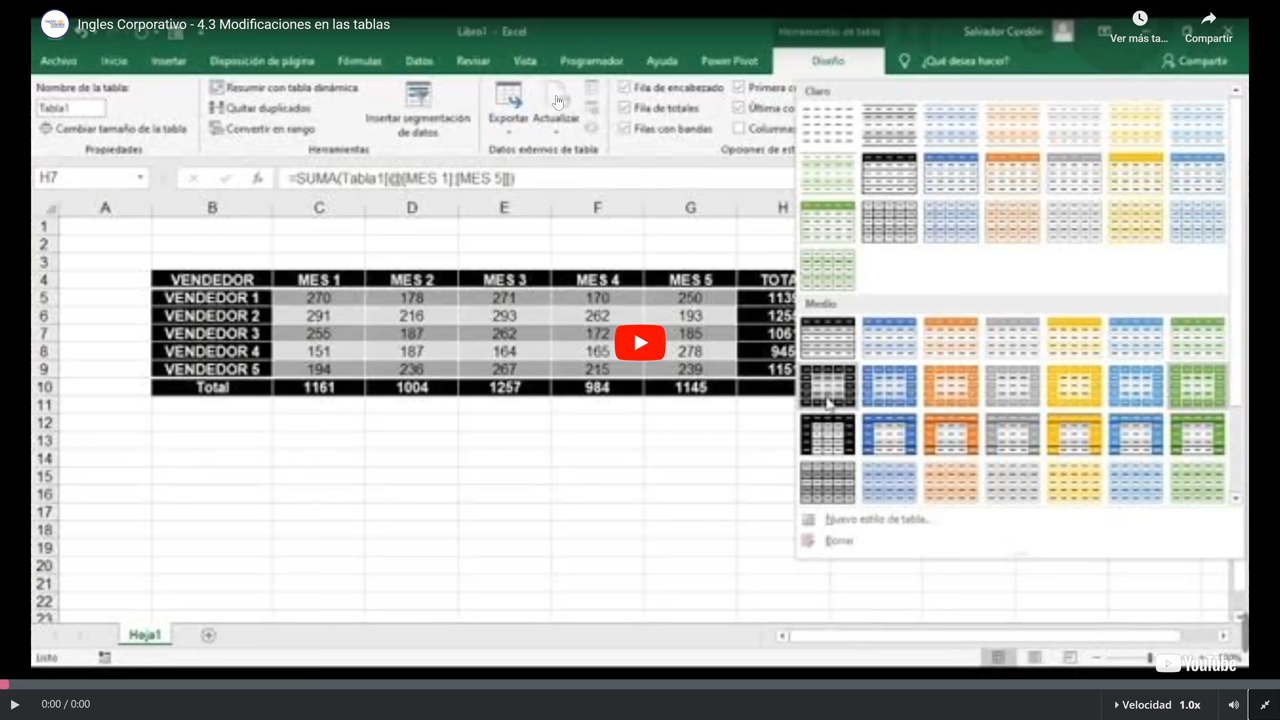 Ingles Corporativo - 4.3 Modificaciones en las tablas
Ver más ta...
Compartir
Libro1 - Excel
Herramientas de tabla
Salvador Cordón
Archivo Inicio Insertar Disposición de página Fórmulas Datos Revisar Vista Programador Ayuda Power Pivot Diseño ¿Qué desea hacer? Compartir
Nombre de la tabla:
Tabla1
Cambiar tamaño de la tabla
Propiedades
Resumir con tabla dinámica
Quitar duplicados
Convertir en rango
Insertar segmentación
de datos
Herramientas
Exportar Actualizar
Datos externos de tabla
Fila de encabezado
Fila de totales
Filas con bandas
Primera co
Última co
Columnas
Opciones de est
Claro
Medio
Nuevo estilo de tabla...
Borrar
H7
fx
=SUMA(Tabla1[@[MES 1]:[MES 5]])
A B C D E F G H
1
2
3
4 VENDEDOR MES 1 MES 2 MES 3 MES 4 MES 5 TOTA
5 VENDEDOR 1 270 178 271 170 250 1139
6 VENDEDOR 2 291 216 293 262 193 1255
7 VENDEDOR 3 255 187 262 172 185 1061
8 VENDEDOR 4 151 187 164 165 278 945
9 VENDEDOR 5 194 236 267 215 239 1151
10 Total 1161 1004 1257 984 1145
11
12
13
14
15
16
17
18
19
20
21
22
23
Hoja1
Listo
YouTube
0:00 / 0:00
Velocidad 1.0x